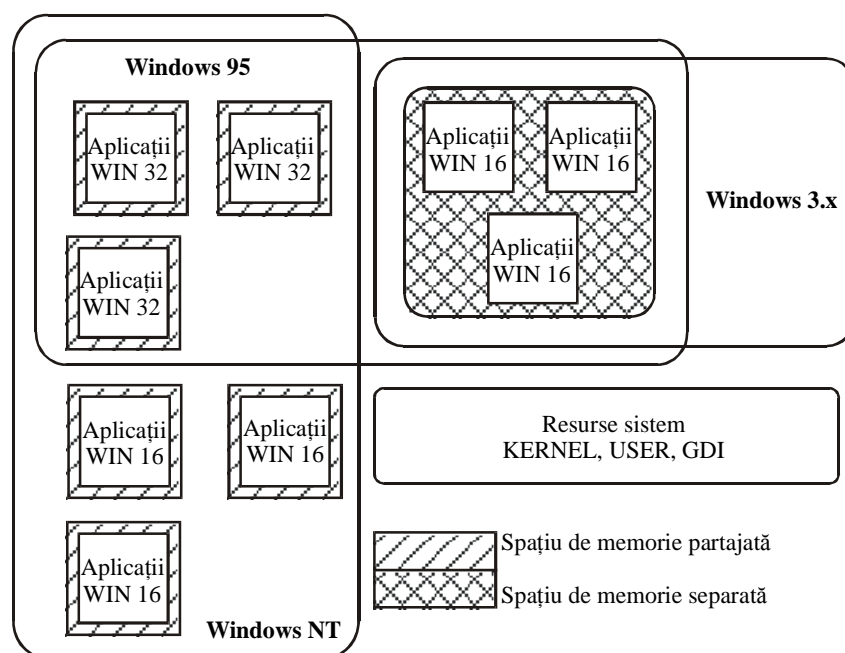 Windows 95
Aplicații
WIN 32
Aplicații
WIN 32
Aplicații
WIN 16
Aplicații
WIN 16
Windows 3.x
Aplicații
WIN 16
Aplicații
WIN 32
Aplicații
WIN 16
Aplicații
WIN 16
Resurse sistem
KERNEL, USER, GDI
Aplicații
WIN 16
Spațiu de memorie partajată
Spațiu de memorie separată
Windows NT